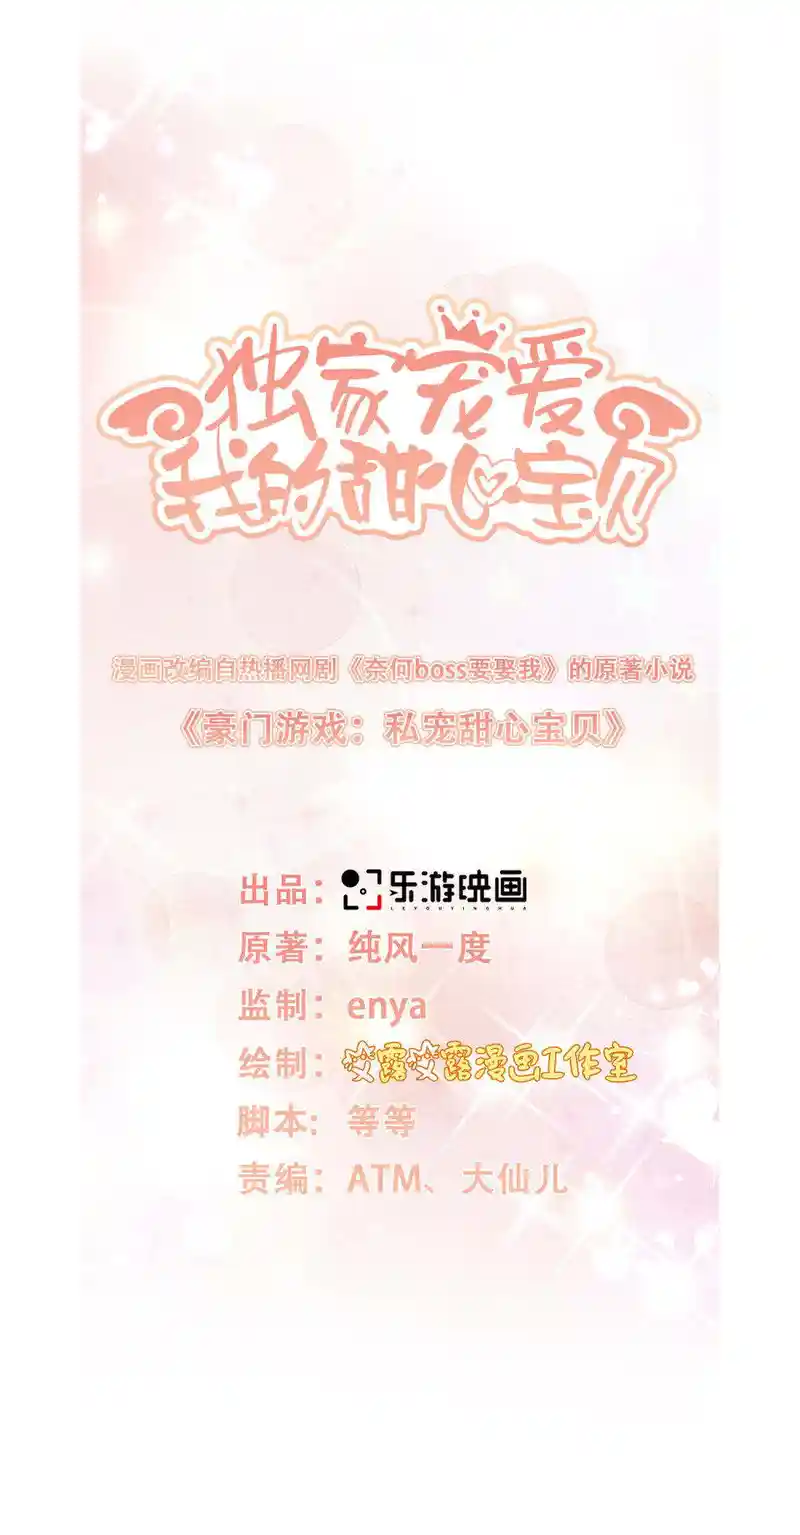 独家宠爱
我的甜心宝贝
漫画改编自热播网剧《奈何boss要娶我》的原著小说
《豪门游戏：私宠甜心宝贝》
出品：乐游映画
LEYOUYINGHUA
原著：纯风一度
监制：enya
绘制：咬露咬露漫画工作室
脚本：等等
责编：ATM、大仙儿